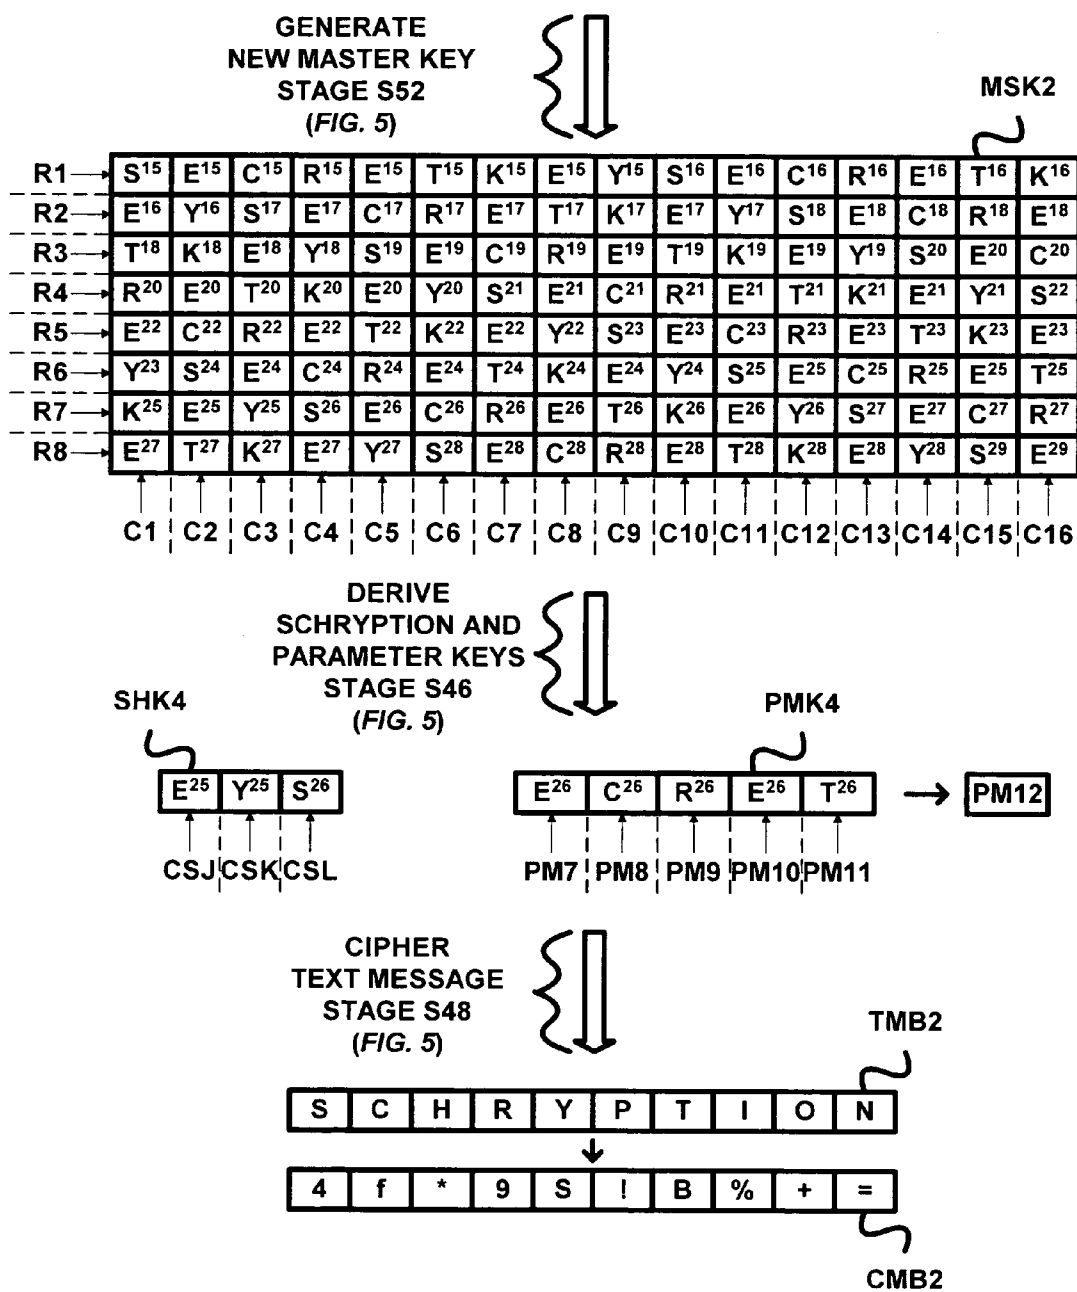 GENERATE
NEW MASTER KEY
STAGE S52
(FIG. 5)
MSK2
R1 S15 E15 C15 R15 E15 T15 K15 E15 Y15 S16 E16 C16 R16 E16 T16 K16
R2 E16 Y16 S17 E17 C17 R17 E17 T17 K17 E17 Y17 S18 E18 C18 R18 E18
R3 T18 K18 E18 Y18 S19 E19 C19 R19 E19 T19 K19 E19 Y19 S20 E20 C20
R4 R20 E20 T20 K20 E20 Y20 S21 E21 C21 R21 E21 T21 K21 E21 Y21 S22
R5 E22 C22 R22 E22 T22 K22 E22 Y22 S23 E23 C23 R23 E23 T23 K23 E23
R6 Y23 S24 E24 C24 R24 E24 T24 K24 E24 Y24 S25 E25 C25 R25 E25 T25
R7 K25 E25 Y25 S26 E26 C26 R26 E26 T26 K26 E26 Y26 S27 E27 C27 R27
R8 E27 T27 K27 E27 Y27 S28 E28 C28 R28 E28 T28 K28 E28 Y28 S29 E29
C1 C2 C3 C4 C5 C6 C7 C8 C9 C10 C11 C12 C13 C14 C15 C16
DERIVE
SCHRYPTION AND
PARAMETER KEYS
STAGE S46
(FIG. 5)
SHK4
PMK4
E25 Y25 S26
E26 C26 R26 E26 T26
PM12
CSJ CSK CSL
PM7 PM8 PM9 PM10 PM11
CIPHER
TEXT MESSAGE
STAGE S48
(FIG. 5)
TMB2
S C H R Y P T I O N
4 f * 9 S ! B % + =
CMB2